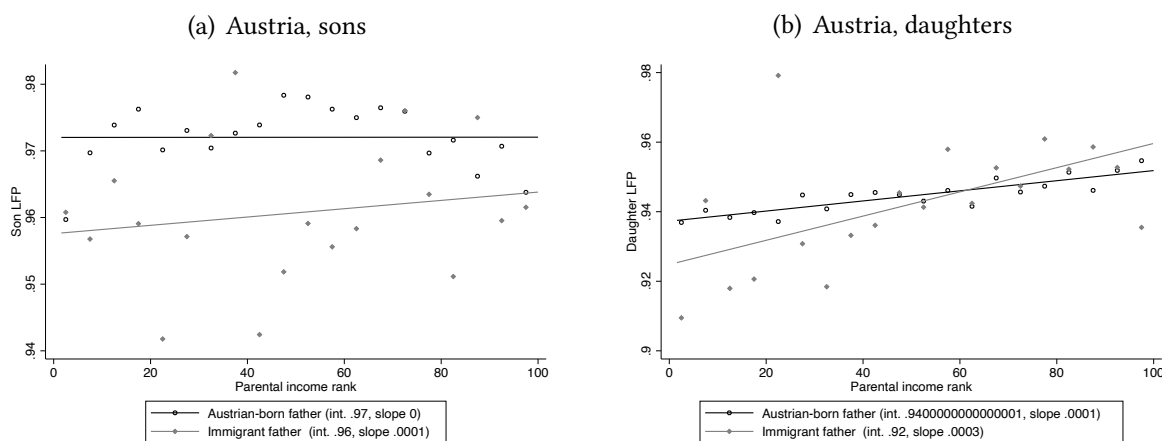 (a) Austria, sons
.98
.97
.96
.95
.94
Son LFP
0 20 40 60 80 100
Parental income rank
Austrian-born father (int. .97, slope 0)
Immigrant father (int. .96, slope .0001)
(b) Austria, daughters
.98
.96
.94
.92
.9
Daughter LFP
0 20 40 60 80 100
Parental income rank
Austrian-born father (int. .9400000000000001, slope .0001)
Immigrant father (int. .92, slope .0003)